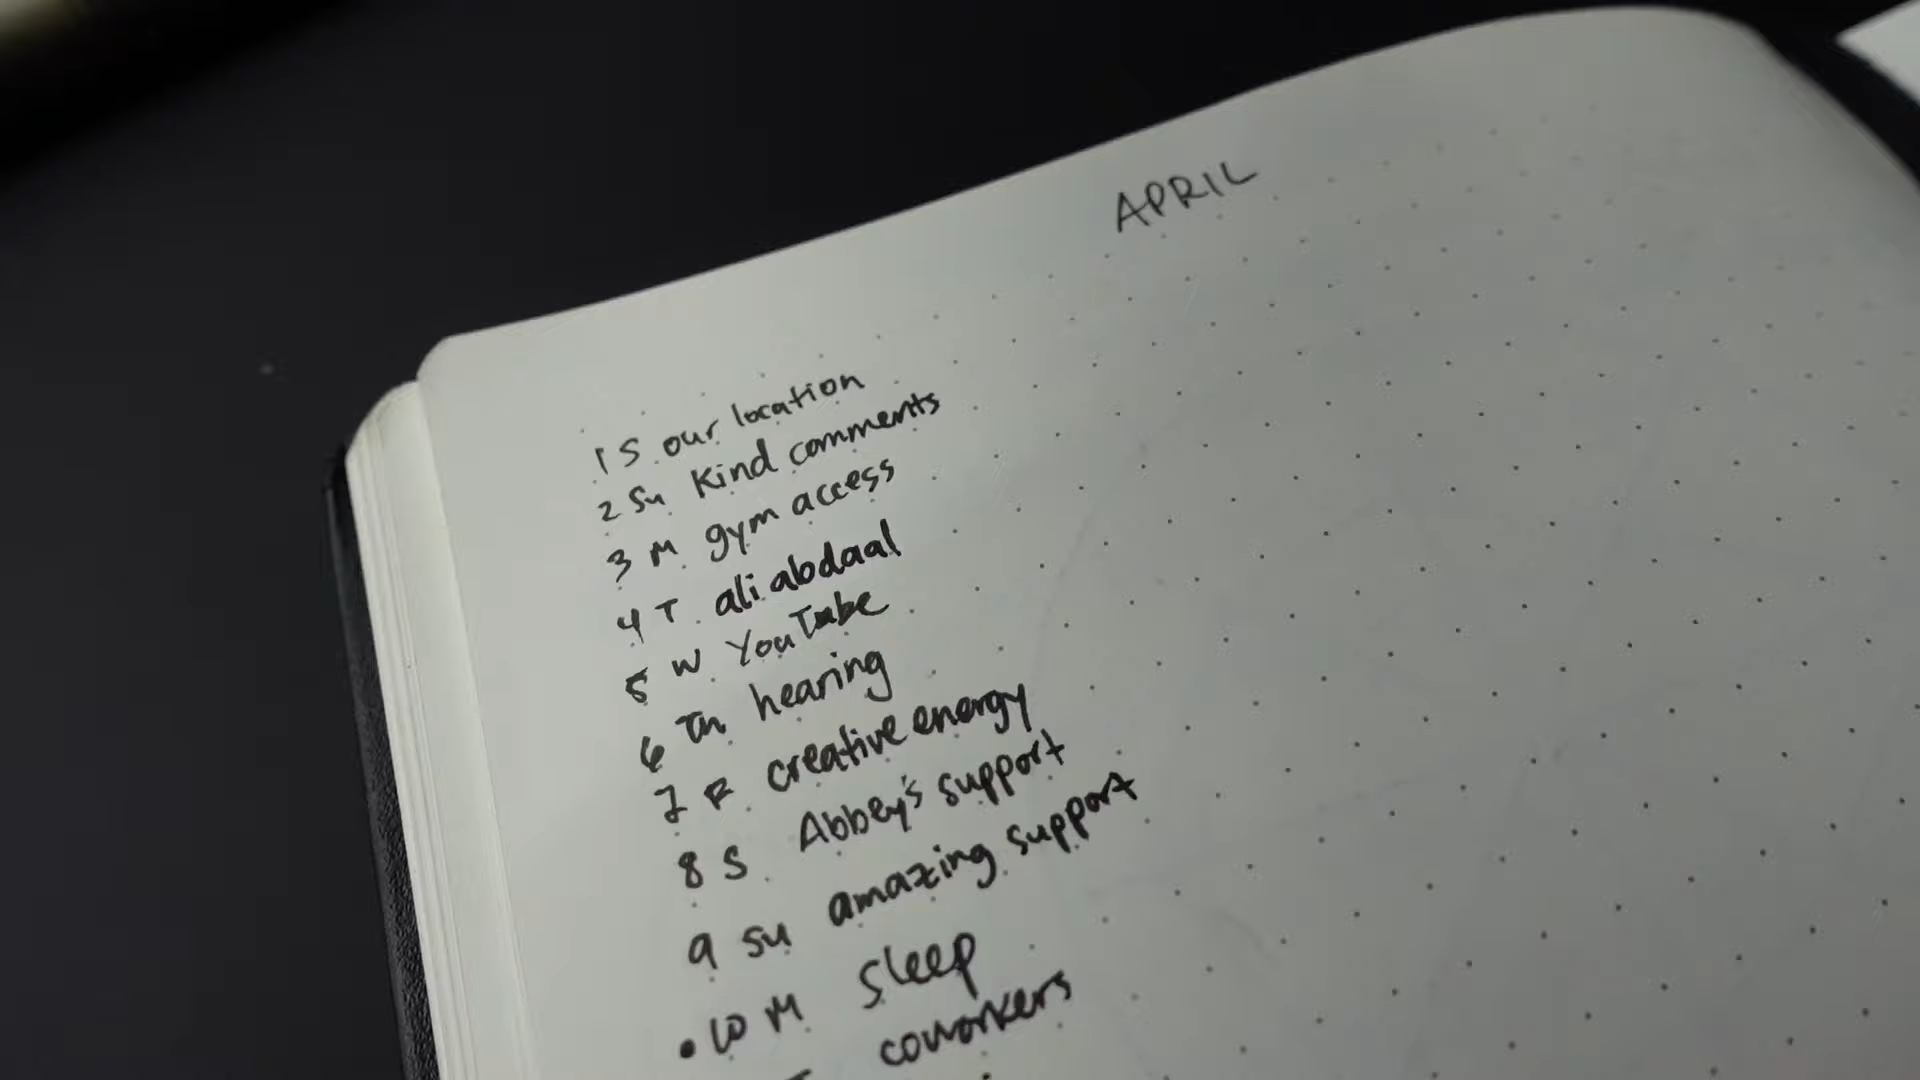 APRIL
1 S our location
2 Su Kind comments
3 M gym access
4 T ali abdaal
5 W YouTube
6 Th hearing
7 F creative energy
8 S Abbey's support
9 Su amazing support
• 10 M sleep
T coworkers